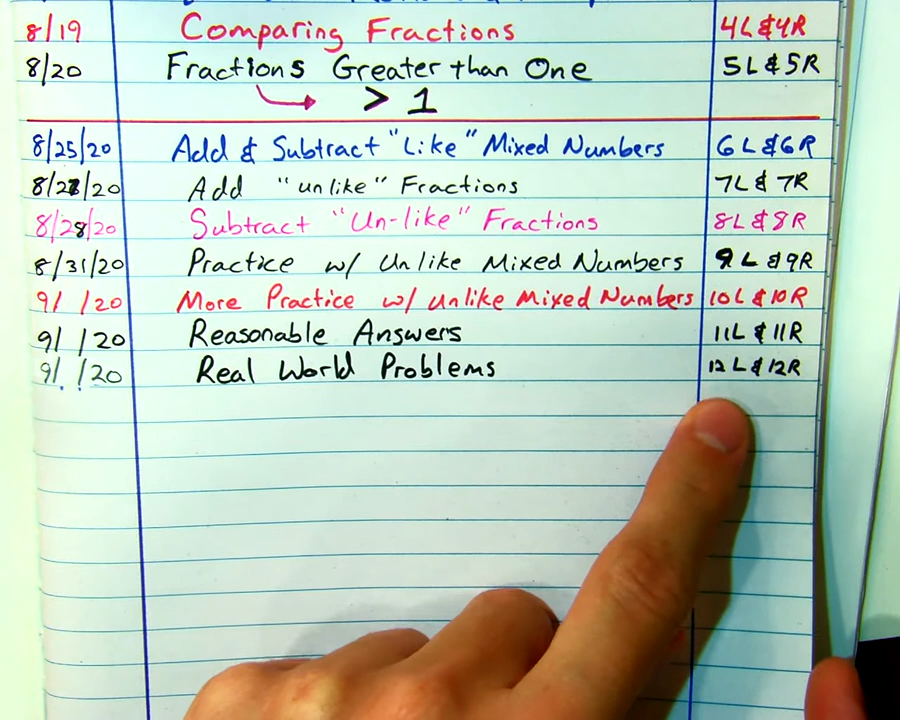 8/19 Comparing Fractions 4L & 4R
8/20 Fractions Greater than One 5L & 5R
> 1
8/25/20 Add & Subtract "Like" Mixed Numbers 6L & 6R
8/27/20 Add "unlike" Fractions 7L & 7R
8/28/20 Subtract "Un-like" Fractions 8L & 8R
8/31/20 Practice w/ Unlike Mixed Numbers 9L & 9R
9/ /20 More Practice w/ Unlike Mixed Numbers 10L & 10R
9/ /20 Reasonable Answers 11L & 11R
9/ /20 Real World Problems 12L & 12R